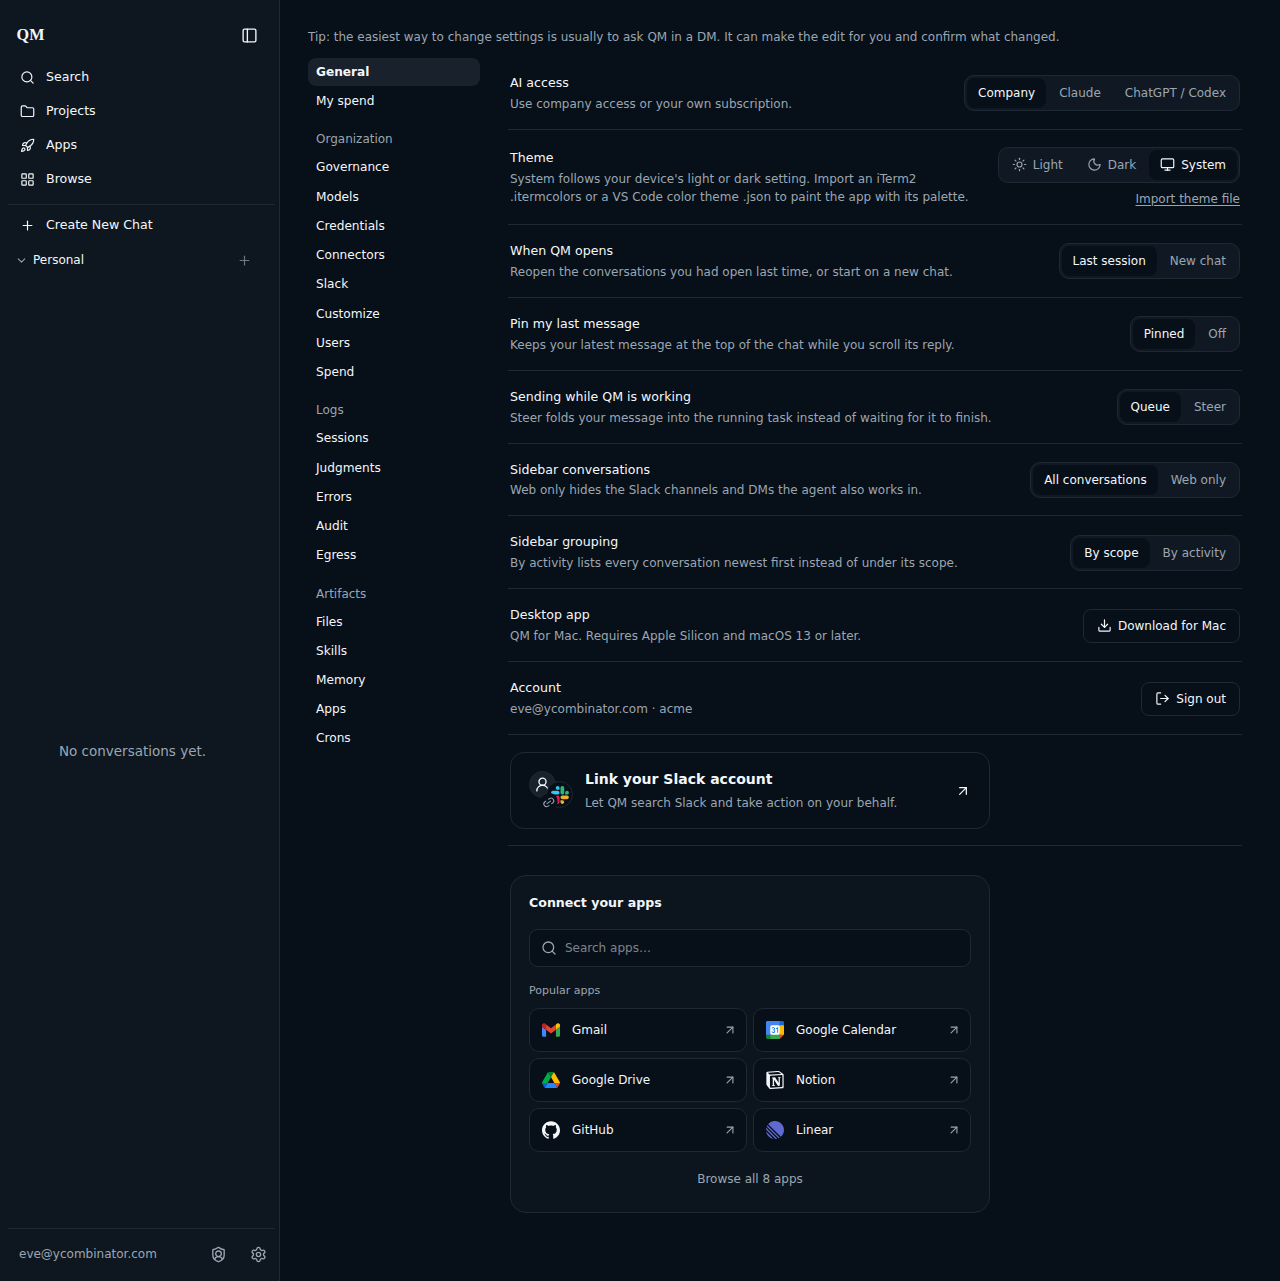 QM
Search
Projects
Apps
Browse
Create New Chat
Personal
No conversations yet.
eve@ycombinator.com
Tip: the easiest way to change settings is usually to ask QM in a DM. It can make the edit for you and confirm what changed.
General
My spend
Organization
Governance
Models
Credentials
Connectors
Slack
Customize
Users
Spend
Logs
Sessions
Judgments
Errors
Audit
Egress
Artifacts
Files
Skills
Memory
Apps
Crons
AI access
Use company access or your own subscription.
Company Claude ChatGPT / Codex
Theme
System follows your device's light or dark setting. Import an iTerm2
.itermcolors or a VS Code color theme .json to paint the app with its palette.
Light Dark System
Import theme file
When QM opens
Reopen the conversations you had open last time, or start on a new chat.
Last session New chat
Pin my last message
Keeps your latest message at the top of the chat while you scroll its reply.
Pinned Off
Sending while QM is working
Steer folds your message into the running task instead of waiting for it to finish.
Queue Steer
Sidebar conversations
Web only hides the Slack channels and DMs the agent also works in.
All conversations Web only
Sidebar grouping
By activity lists every conversation newest first instead of under its scope.
By scope By activity
Desktop app
QM for Mac. Requires Apple Silicon and macOS 13 or later.
Download for Mac
Account
eve@ycombinator.com · acme
Sign out
Link your Slack account
Let QM search Slack and take action on your behalf.
Connect your apps
Search apps...
Popular apps
Gmail
31 Google Calendar
Google Drive
Notion
GitHub
Linear
Browse all 8 apps